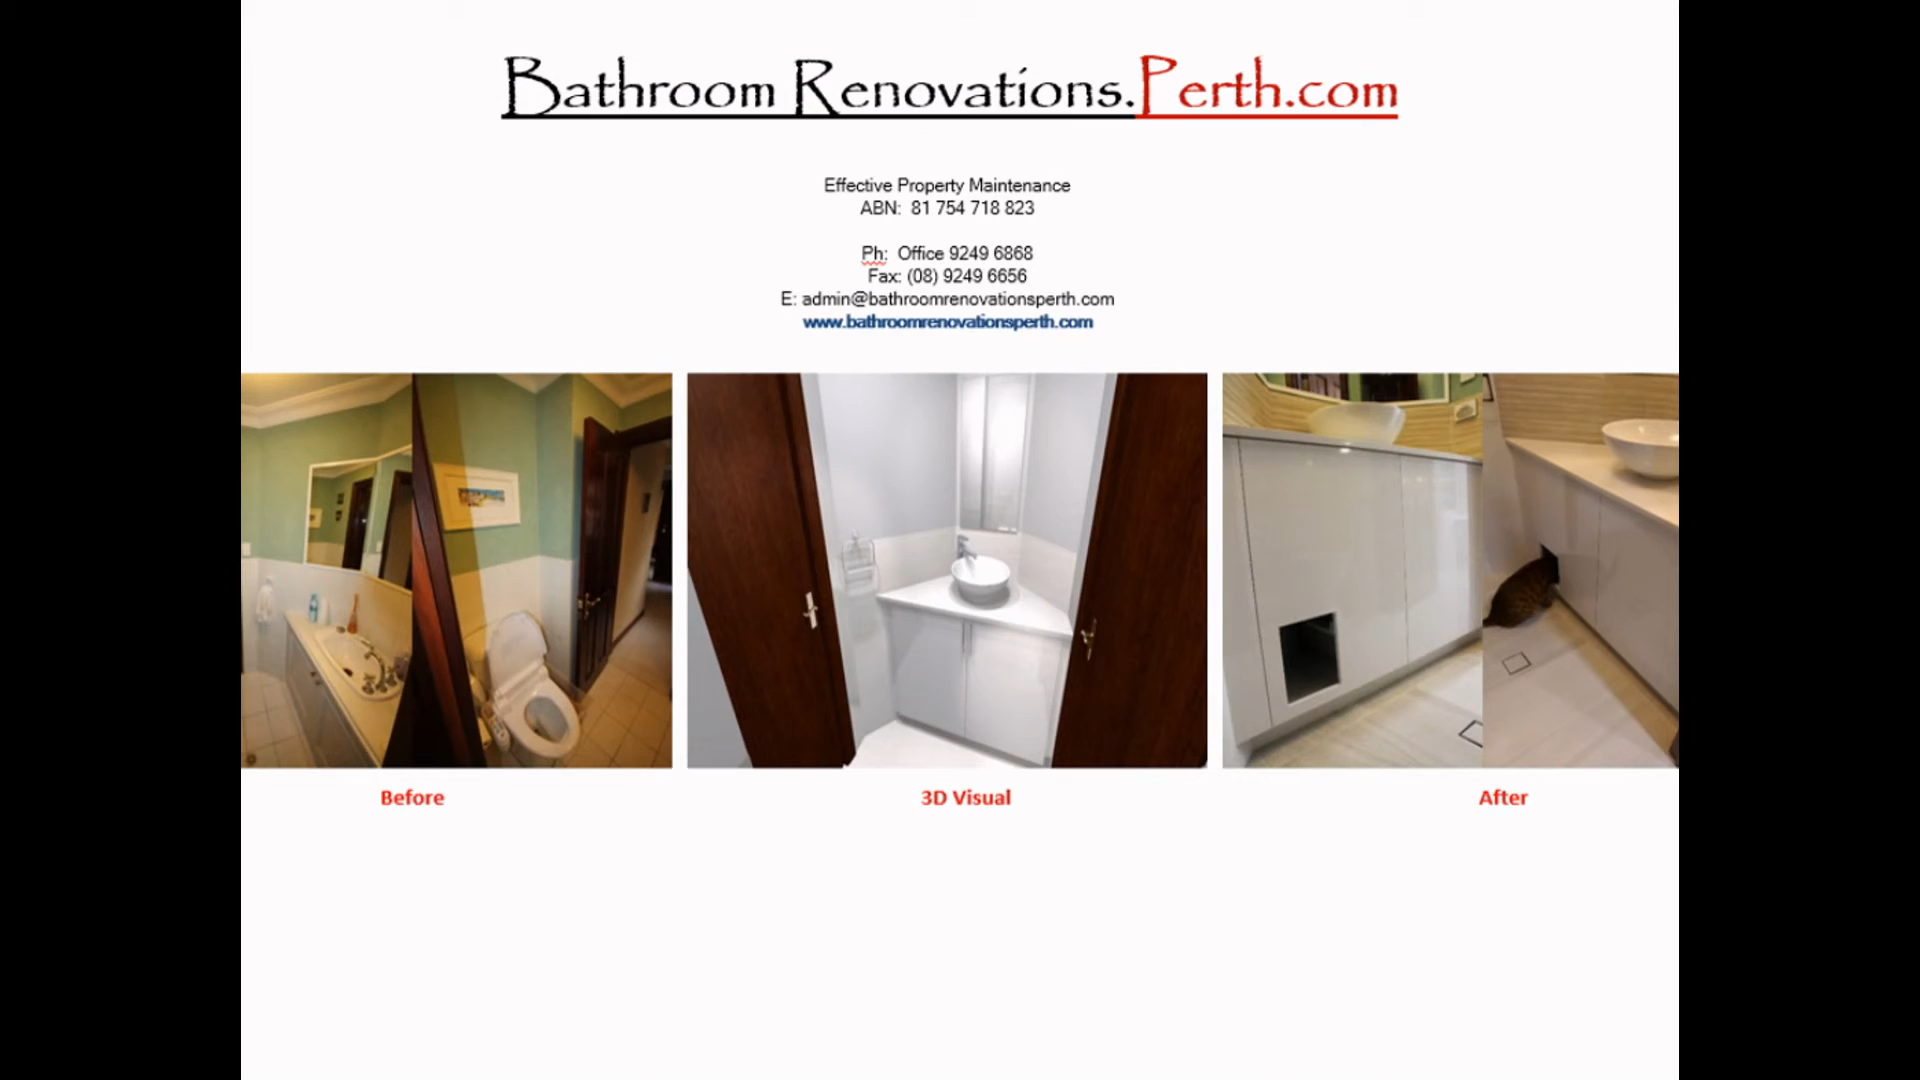 Bathroom Renovations.Perth.com
Effective Property Maintenance
ABN: 81 754 718 823
Ph: Office 9249 6868
Fax: (08) 9249 6656
E: admin@bathroomrenovationsperth.com
www.bathroomrenovationsperth.com
Before
3D Visual
After